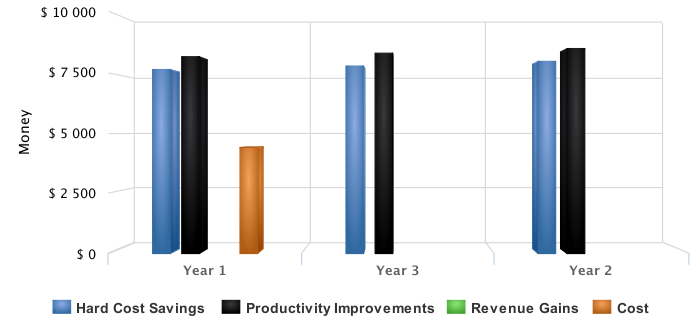 $ 10 000
$ 7 500
$ 5 000
$ 2 500
$ 0
Money
Year 1
Year 3
Year 2
Hard Cost Savings
Productivity Improvements
Revenue Gains
Cost